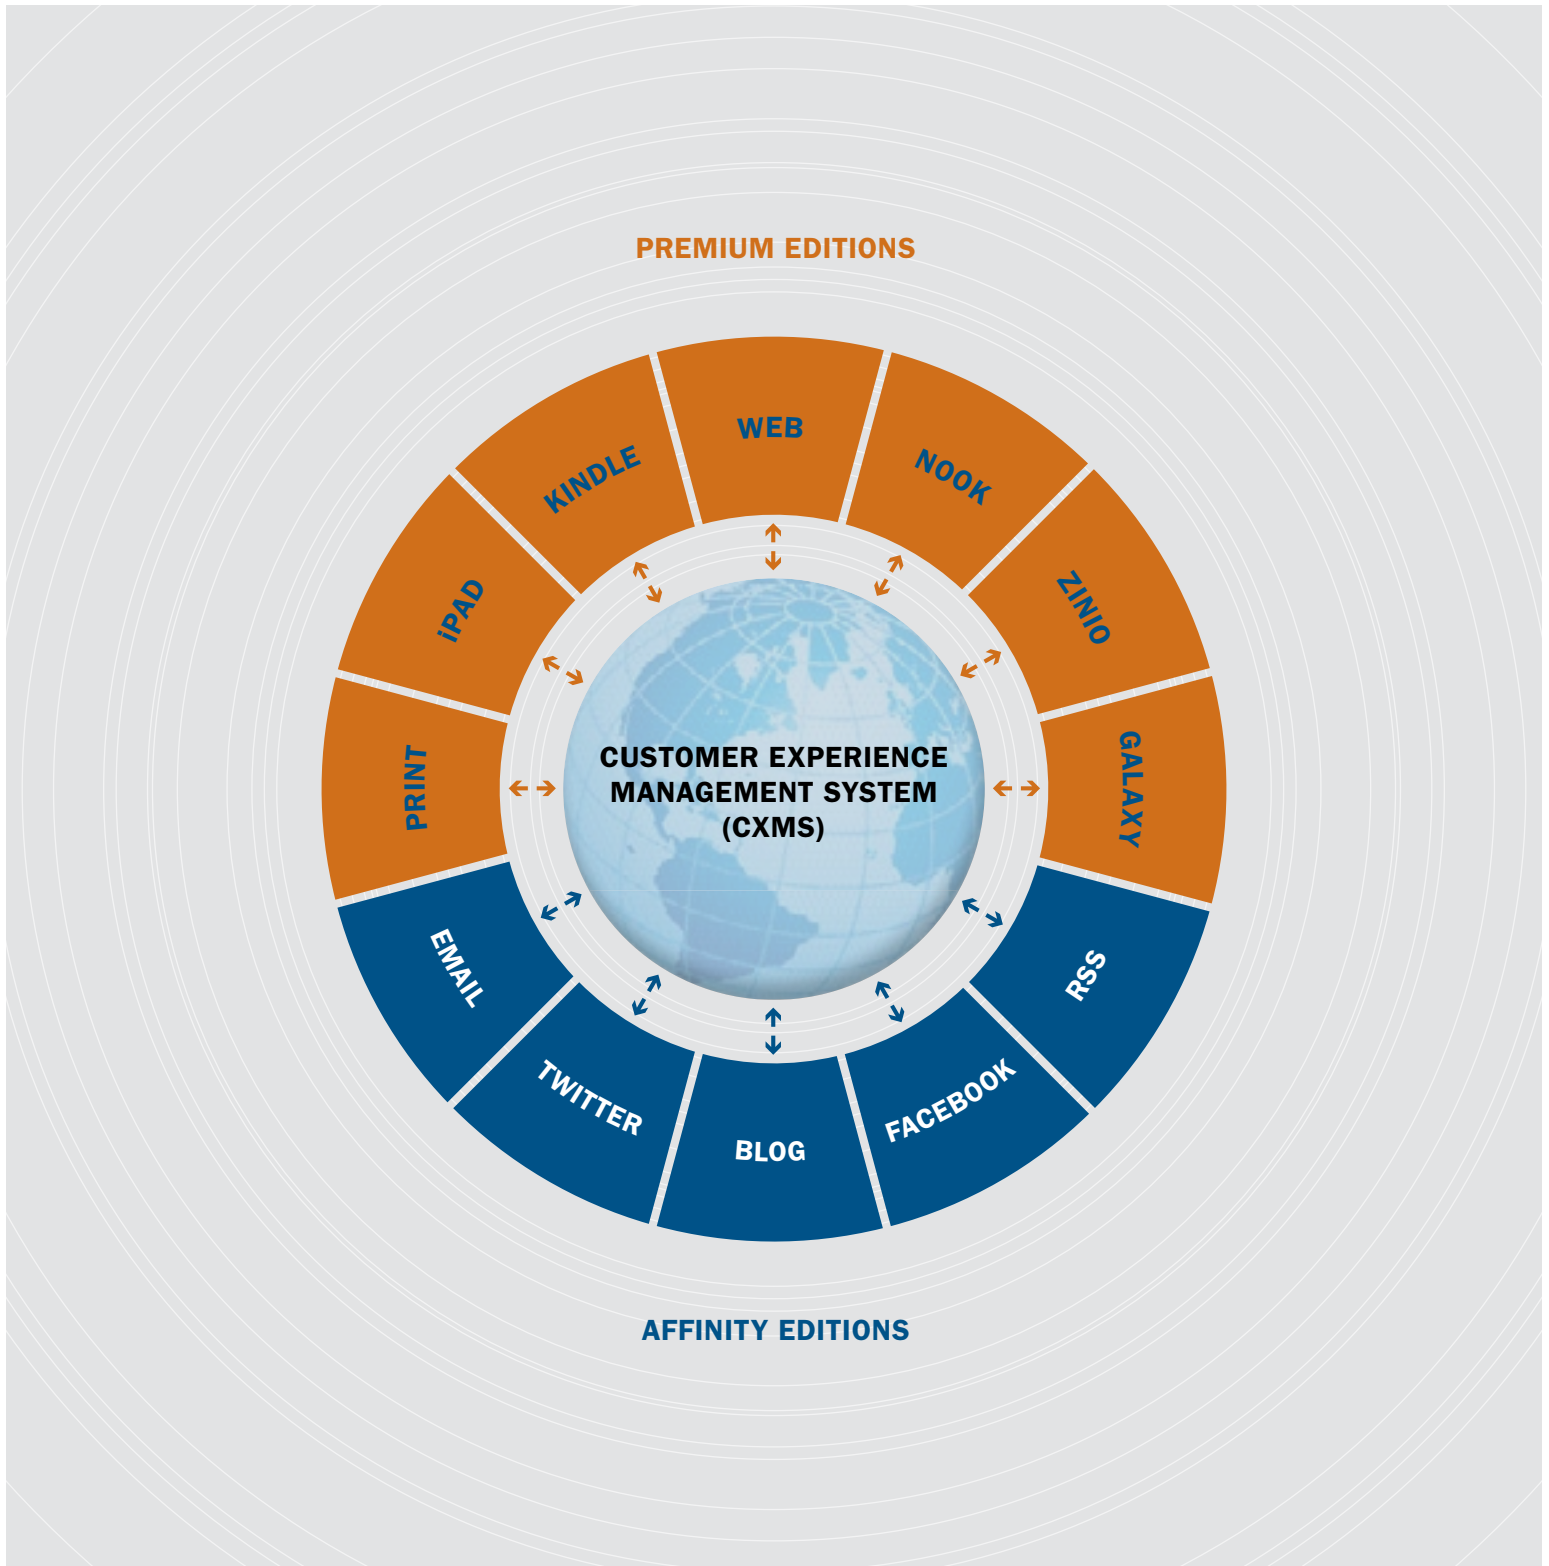 PREMIUM EDITIONS
WEB
KINDLE
NOOK
iPAD
ZINIO
PRINT
GALAXY
CUSTOMER EXPERIENCE
MANAGEMENT SYSTEM
(CXMS)
EMAIL
RSS
TWITTER
FACEBOOK
BLOG
AFFINITY EDITIONS